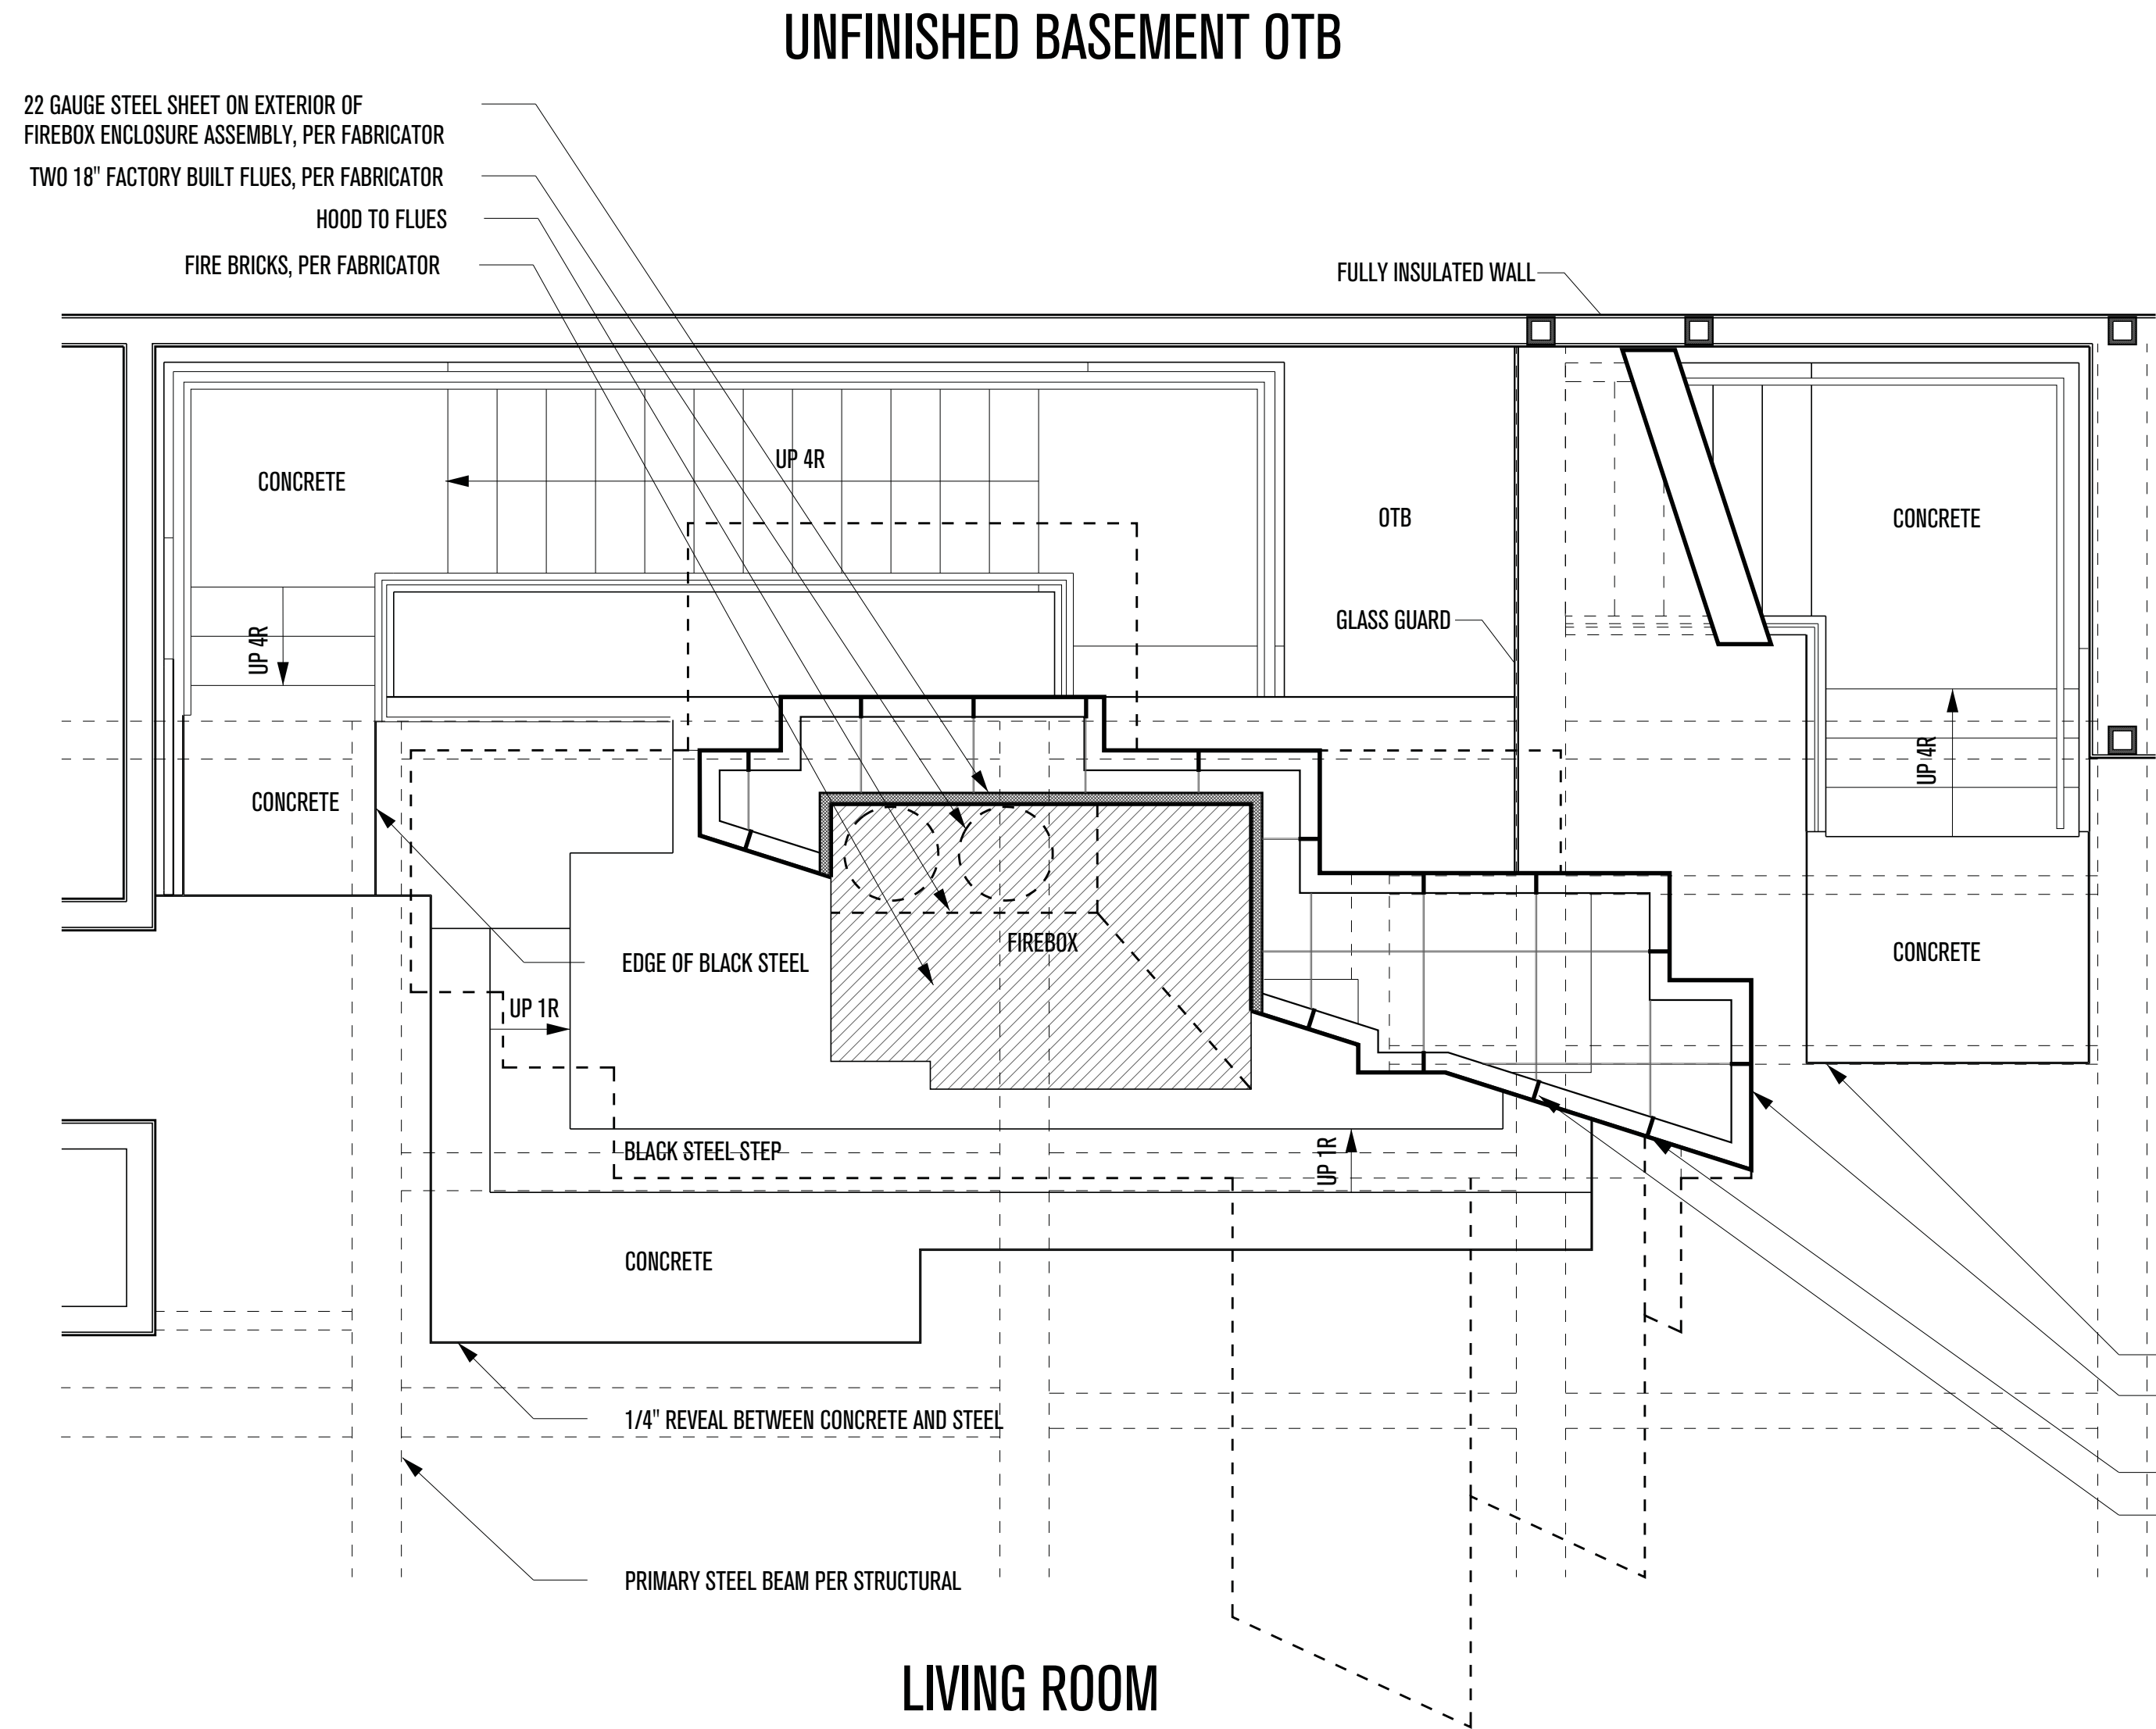 UNFINISHED BASEMENT OTB
22 GAUGE STEEL SHEET ON EXTERIOR OF
FIREBOX ENCLOSURE ASSEMBLY, PER FABRICATOR
TWO 18" FACTORY BUILT FLUES, PER FABRICATOR
HOOD TO FLUES
FIRE BRICKS, PER FABRICATOR
FULLY INSULATED WALL
UP 4R
CONCRETE
OTB
CONCRETE
GLASS GUARD
UP 4R
UP 4R
CONCRETE
FIREBOX
CONCRETE
EDGE OF BLACK STEEL
UP 1R
BLACK STEEL STEP
UP 1R
CONCRETE
1/4" REVEAL BETWEEN CONCRETE AND STEEL
PRIMARY STEEL BEAM PER STRUCTURAL
LIVING ROOM